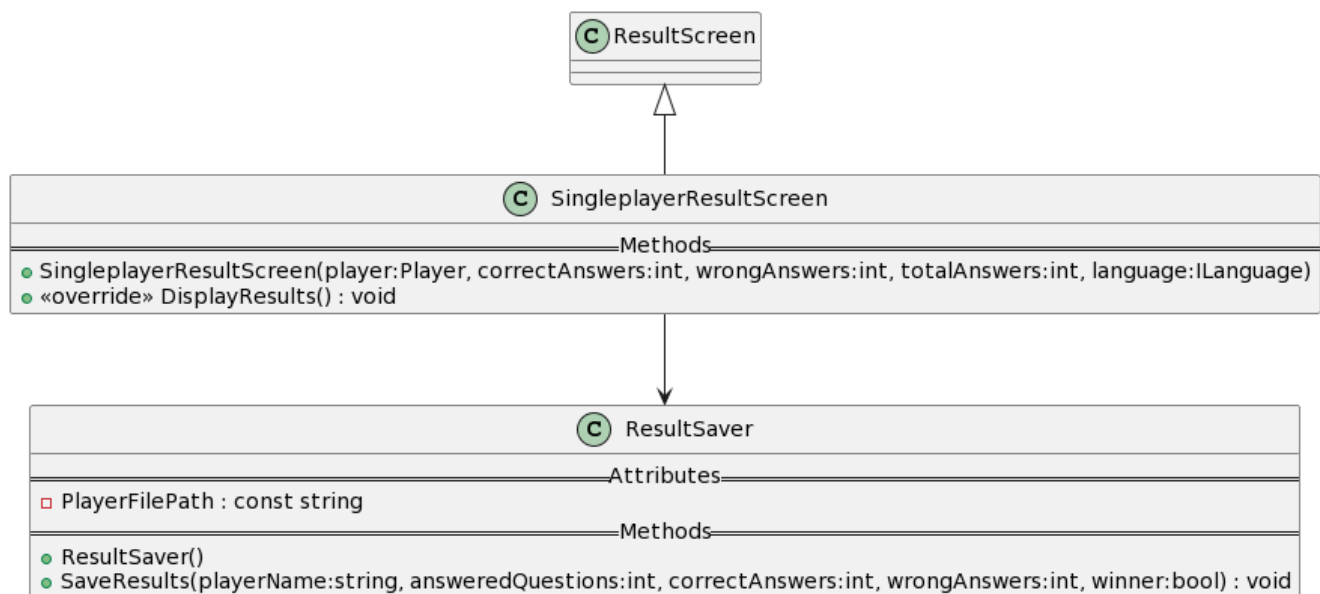 C ResultScreen
C SingleplayerResultScreen
Methods
SingleplayerResultScreen(player:Player, correctAnswers:int, wrongAnswers:int, totalAnswers:int, language:ILanguage)
«override» DisplayResults() : void
C ResultSaver
Attributes
PlayerFilePath : const string
Methods
ResultSaver()
SaveResults(playerName:string, answeredQuestions:int, correctAnswers:int, wrongAnswers:int, winner:bool) : void